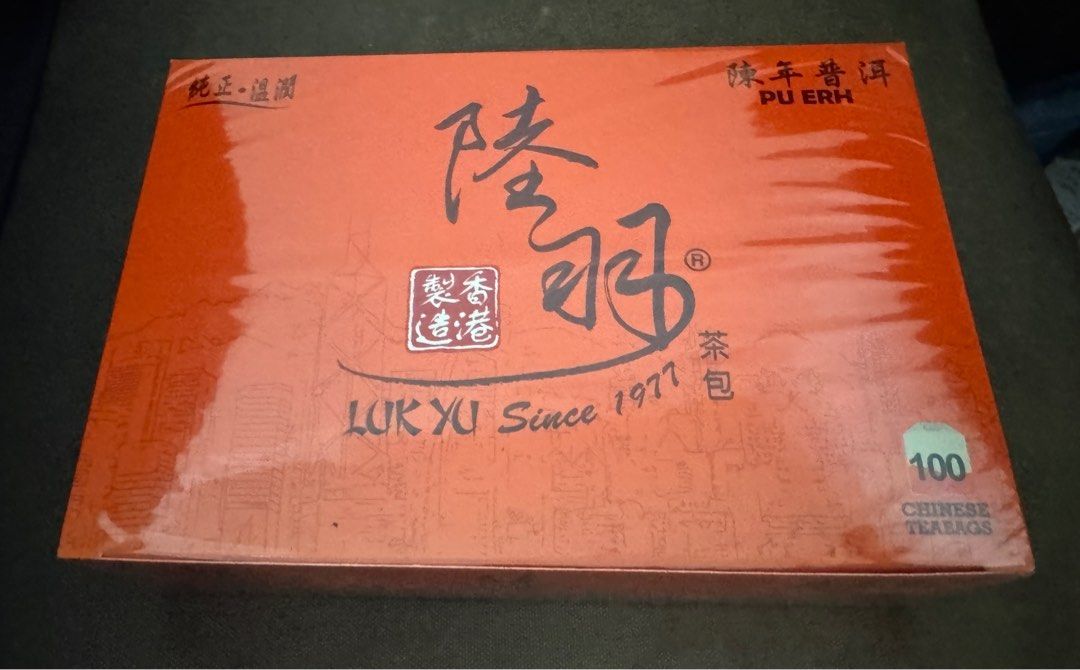 純正·溫潤
陳年普洱
PU ERH
陸羽®
香港
製造
茶包
LUK YU Since 1977
100
CHINESE
TEABAGS